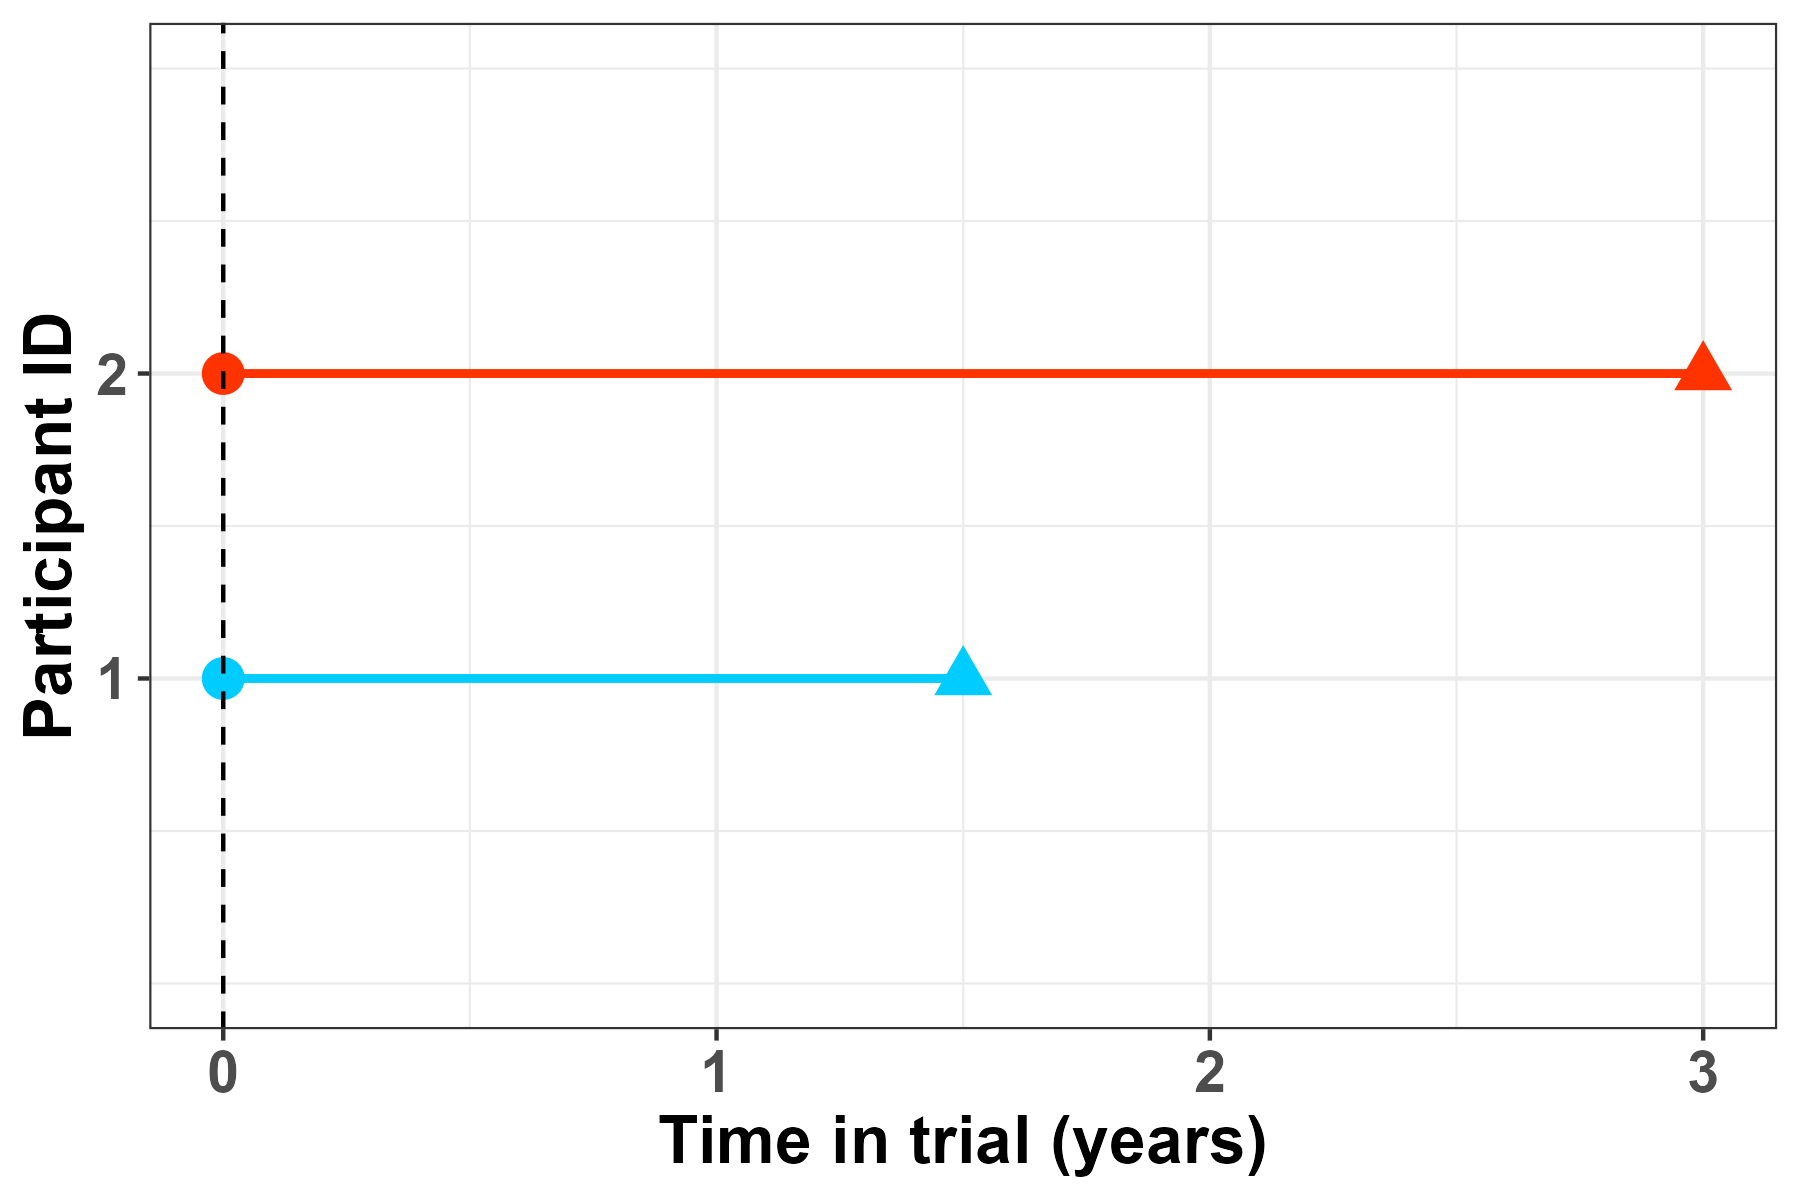 Participant ID
2
1
0 1 2 3
Time in trial (years)